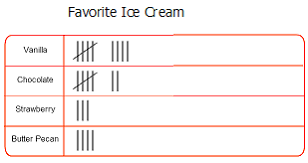 Favorite Ice Cream
Vanilla
Chocolate
Strawberry
Butter Pecan